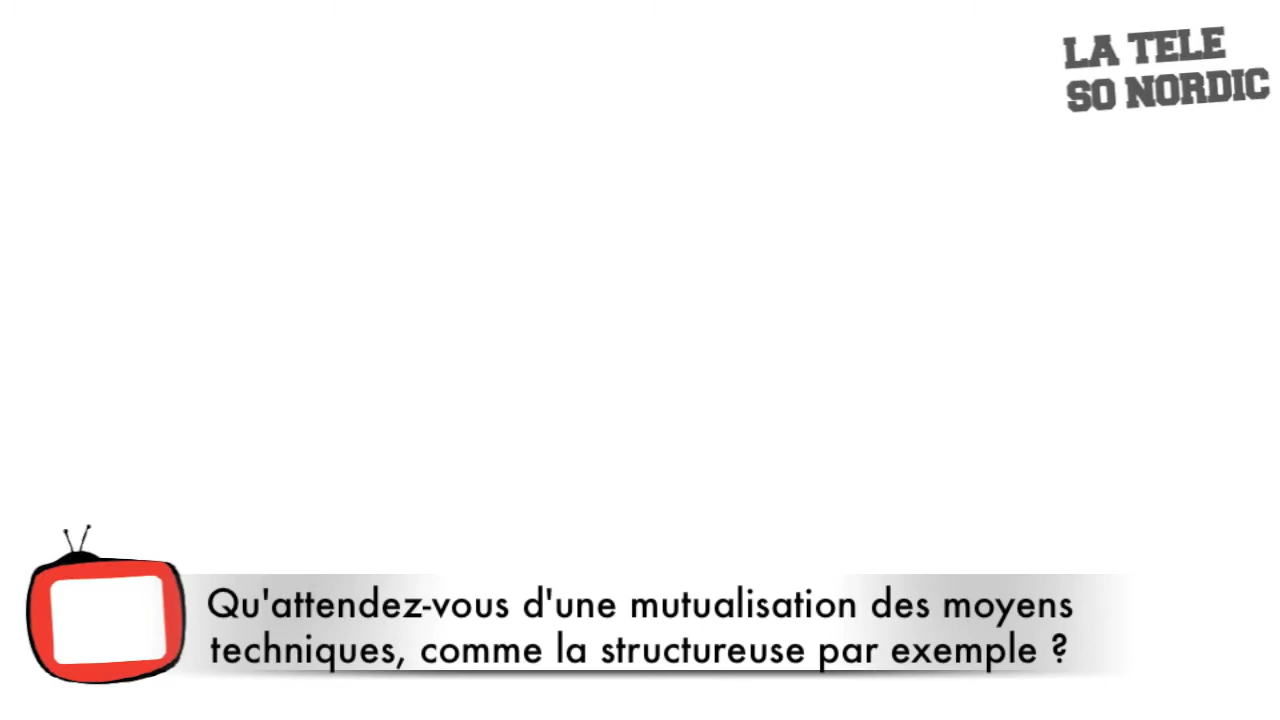 LA TELE
SO NORDIC
Qu'attendez-vous d'une mutualisation des moyens
techniques, comme la structureuse par exemple ?